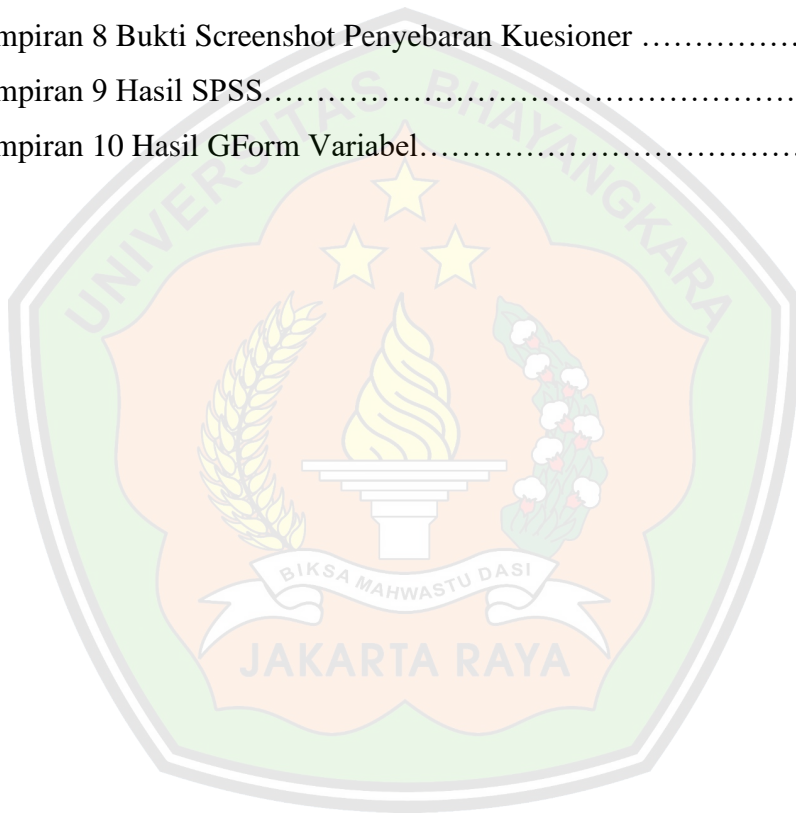 mpiran 8 Bukti Screenshot Penyebaran Kuesioner ………………
mpiran 9 Hasil SPSS………………………………………………
mpiran 10 Hasil GForm Variabel…………………………………
UNIVERSITAS BHAYANGKARA
BIKSA MAHWASTU DASI
JAKARTA RAYA